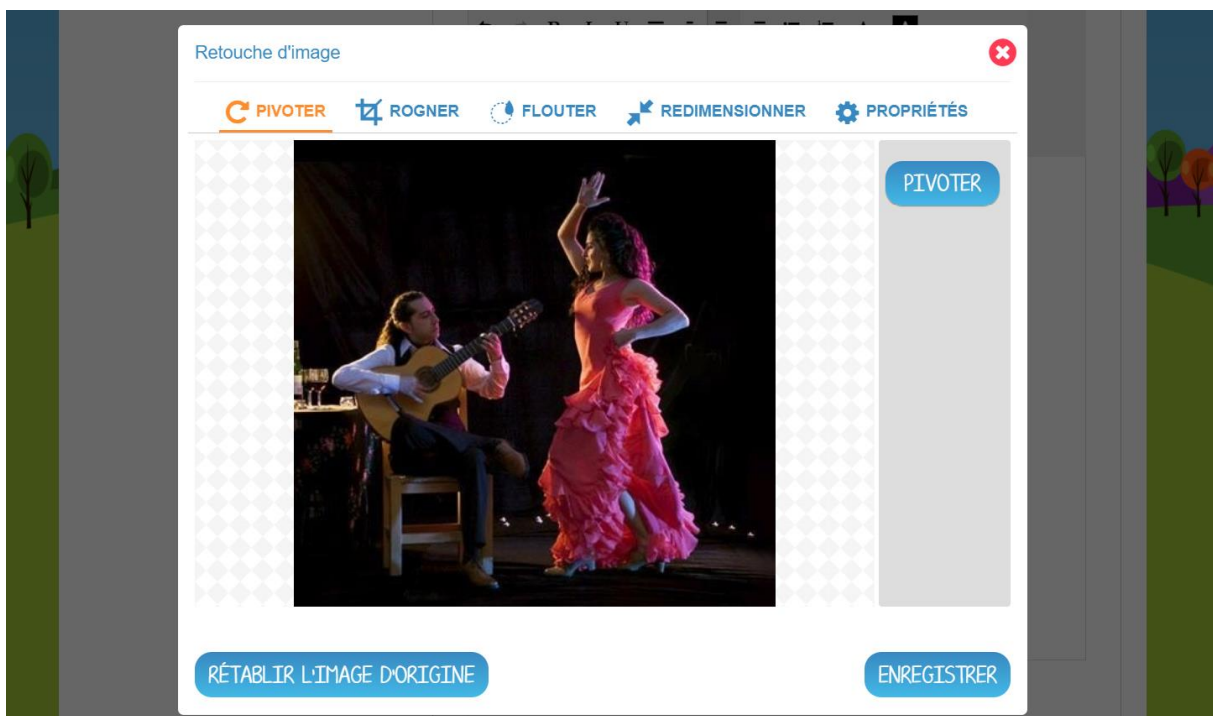 Retouche d'image
PIVOTER ROGNER FLOUTER REDIMENSIONNER PROPRIÉTÉS
PIVOTER
RÉTABLIR L'IMAGE D'ORIGINE ENREGISTRER